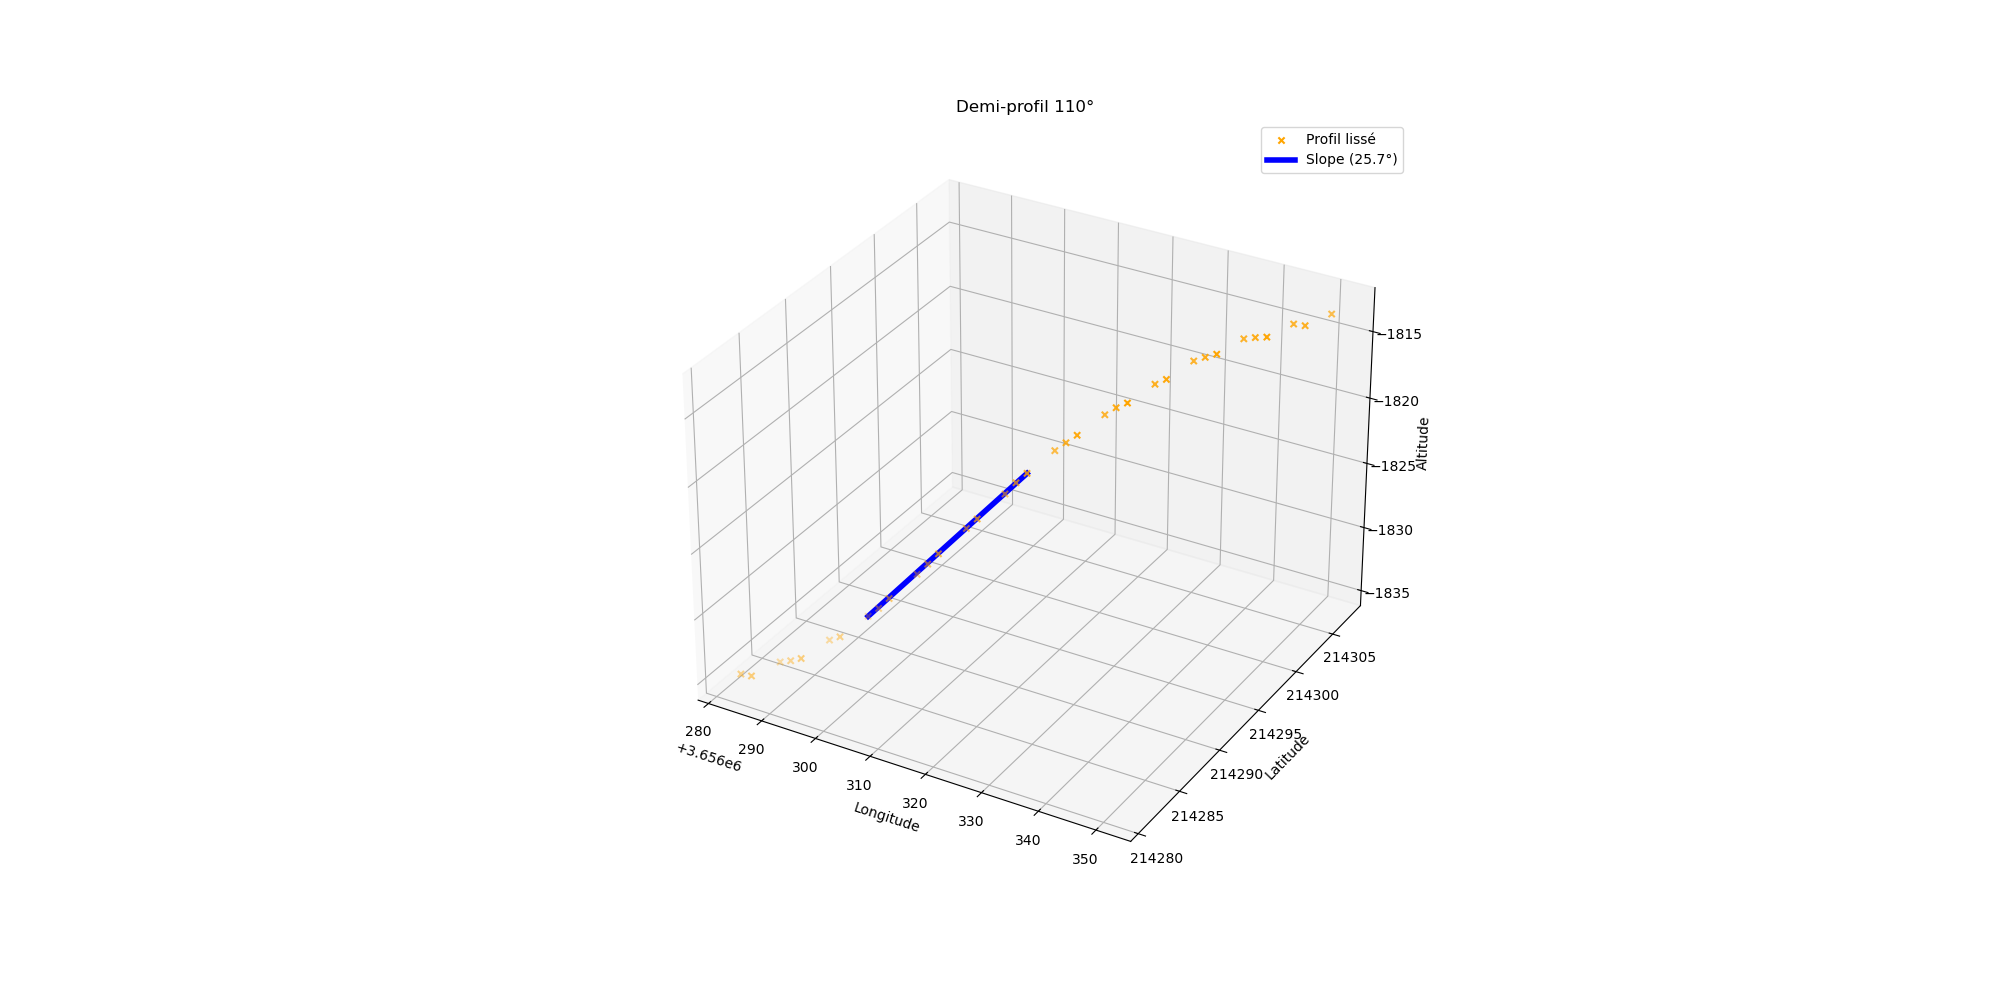 Demi-profil 110°
Profil lissé
Slope (25.7°)
−1815
−1820
−1825
−1830
−1835
Altitude
214305
214300
214295
214290
214285
214280
Latitude
280
290
300
310
320
330
340
350
+3.656e6
Longitude